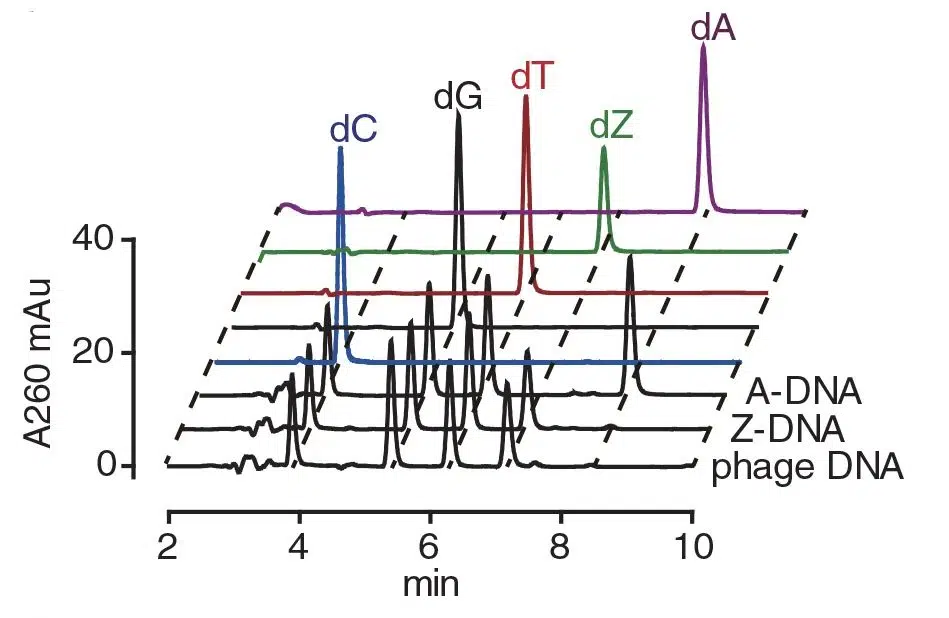 dA
dT
dG
dZ
dC
40
20
0
A260 mAu
A-DNA
Z-DNA
phage DNA
2 4 6 8 10
min